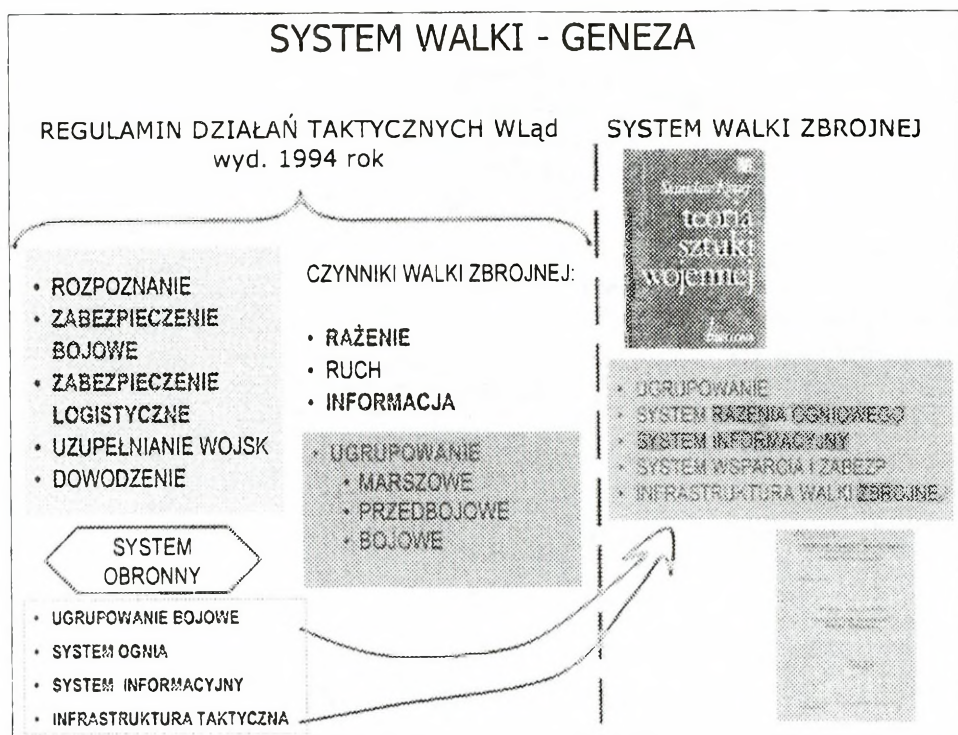 SYSTEM WALKI - GENEZA
REGULAMIN DZIAŁAŃ TAKTYCZNYCH WLąd
wyd. 1994 rok
• ROZPOZNANIE
• ZABEZPIECZENIE
BOJOWE
• ZABEZPIECZENIE
LOGISTYCZNE
• UZUPEŁNIANIE WOJSK
• DOWODZENIE
CZYNNIKI WALKI ZBROJNEJ:
• RAŻENIE
• RUCH
• INFORMACJA
• UGRUPOWANIE
• MARSZOWE
• PRZEDBOJOWE
• BOJOWE
SYSTEM
OBRONNY
• UGRUPOWANIE BOJOWE
• SYSTEM OGNIA
• SYSTEM INFORMACYJNY
• INFRASTRUKTURA TAKTYCZNA
SYSTEM WALKI ZBROJNEJ
teoria
sztuki
wojennej
• UGRUPOWANIE
• SYSTEM RAŻENIA OGNIOWEGO
• SYSTEM INFORMACYJNY
• SYSTEM WSPARCIA I ZABEZP
• INFRASTRUKTURA WALKI ZBROJNEJ